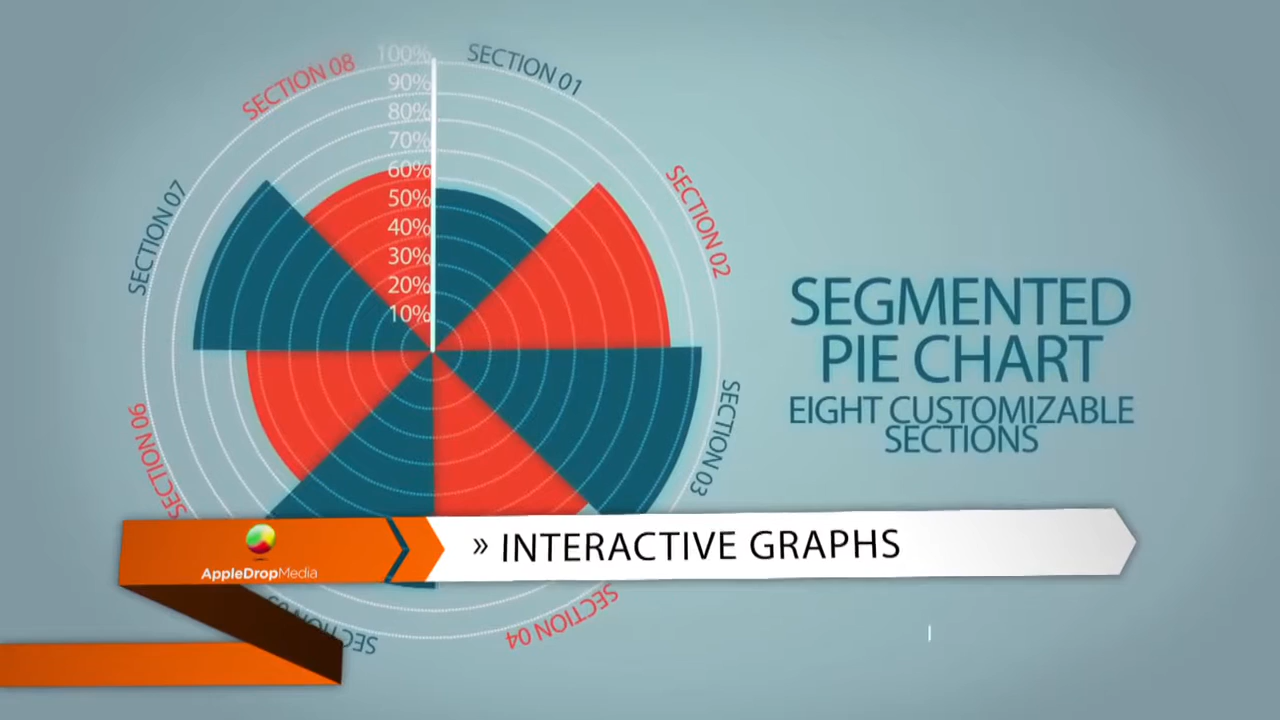 100%
90%
80%
70%
60%
50%
40%
30%
20%
10%
SECTION 01
SECTION 02
SECTION 03
SECTION 04
SECTION 06
SECTION 07
SECTION 08
SEGMENTED
PIE CHART
EIGHT CUSTOMIZABLE
SECTIONS
» INTERACTIVE GRAPHS
AppleDropMedia